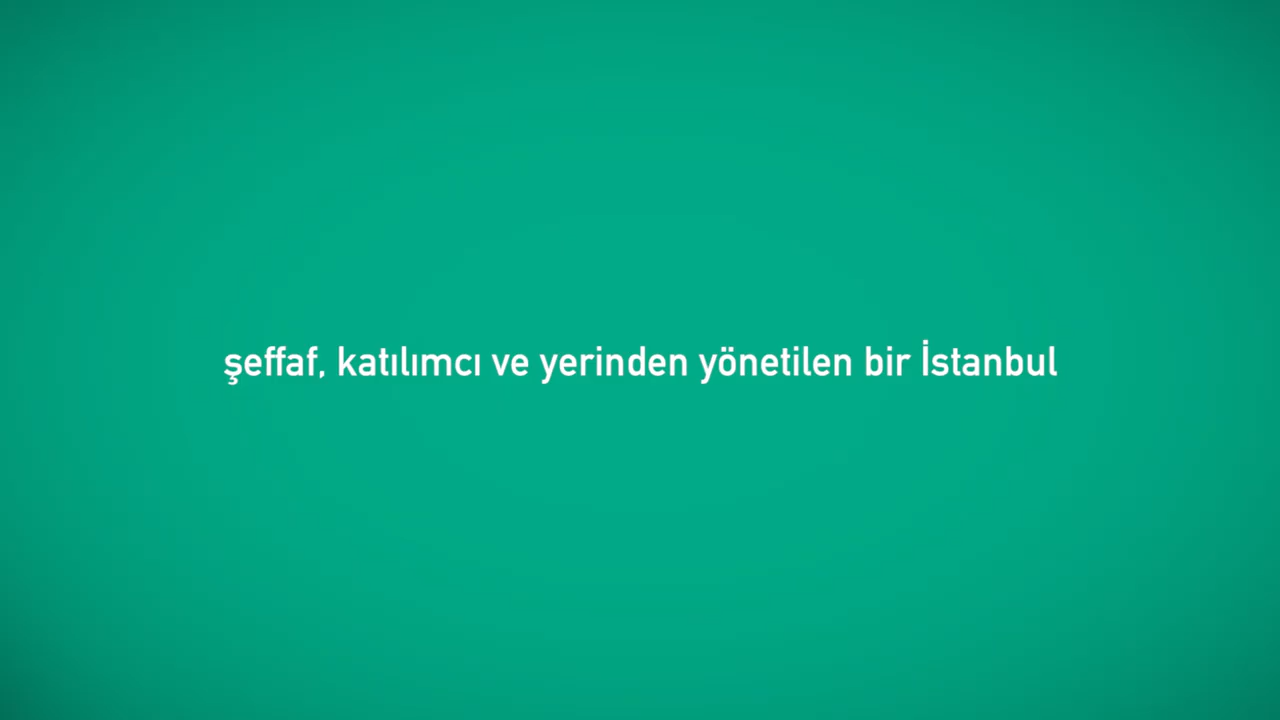 şeffaf, katılımcı ve yerinden yönetilen bir İstanbul